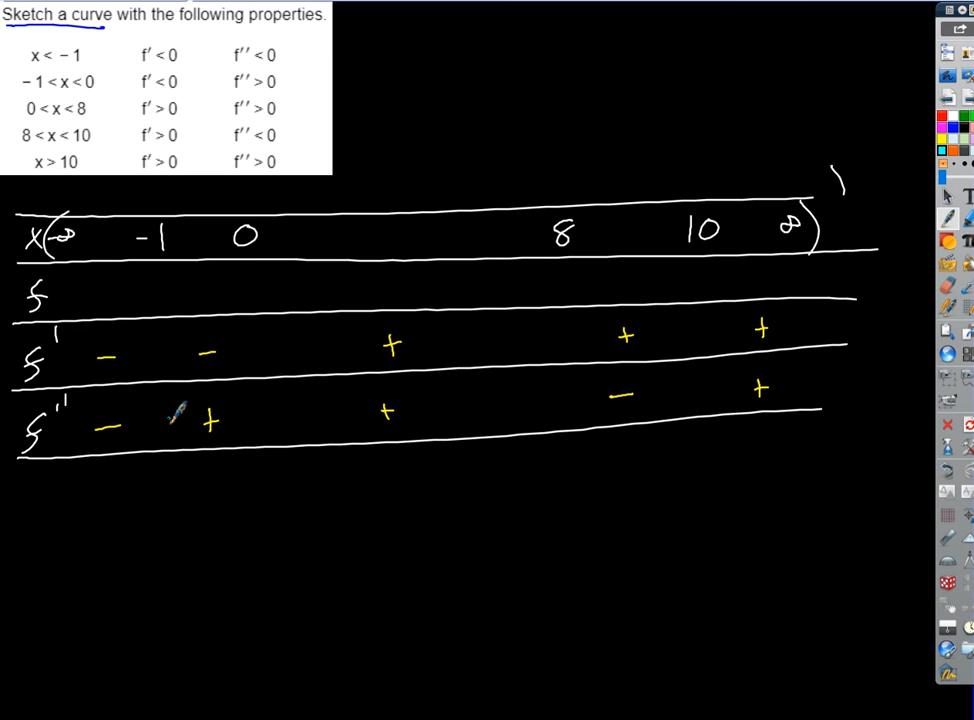 Sketch a curve with the following properties.
x < - 1 f′ < 0 f′′ < 0
- 1 < x < 0 f′ < 0 f′′ > 0
0 < x < 8 f′ > 0 f′′ > 0
8 < x < 10 f′ > 0 f′′ < 0
x > 10 f′ > 0 f′′ > 0
)
x (-∞ -1 0 8 10 ∞)
f
f' - - + + +
f'' - + + - +